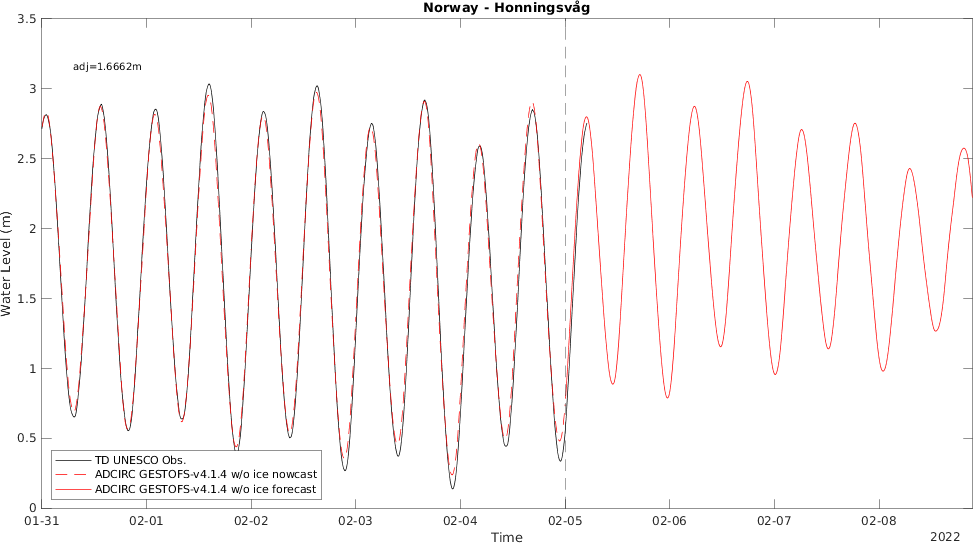 Norway - Honningsvåg
3.5
adj=1.6662m
3
2.5
2
1.5
1
0.5
0
Water Level (m)
TD UNESCO Obs.
ADCIRC GESTOFS-v4.1.4 w/o ice nowcast
ADCIRC GESTOFS-v4.1.4 w/o ice forecast
01-31 02-01 02-02 02-03 02-04 02-05 02-06 02-07 02-08
Time
2022